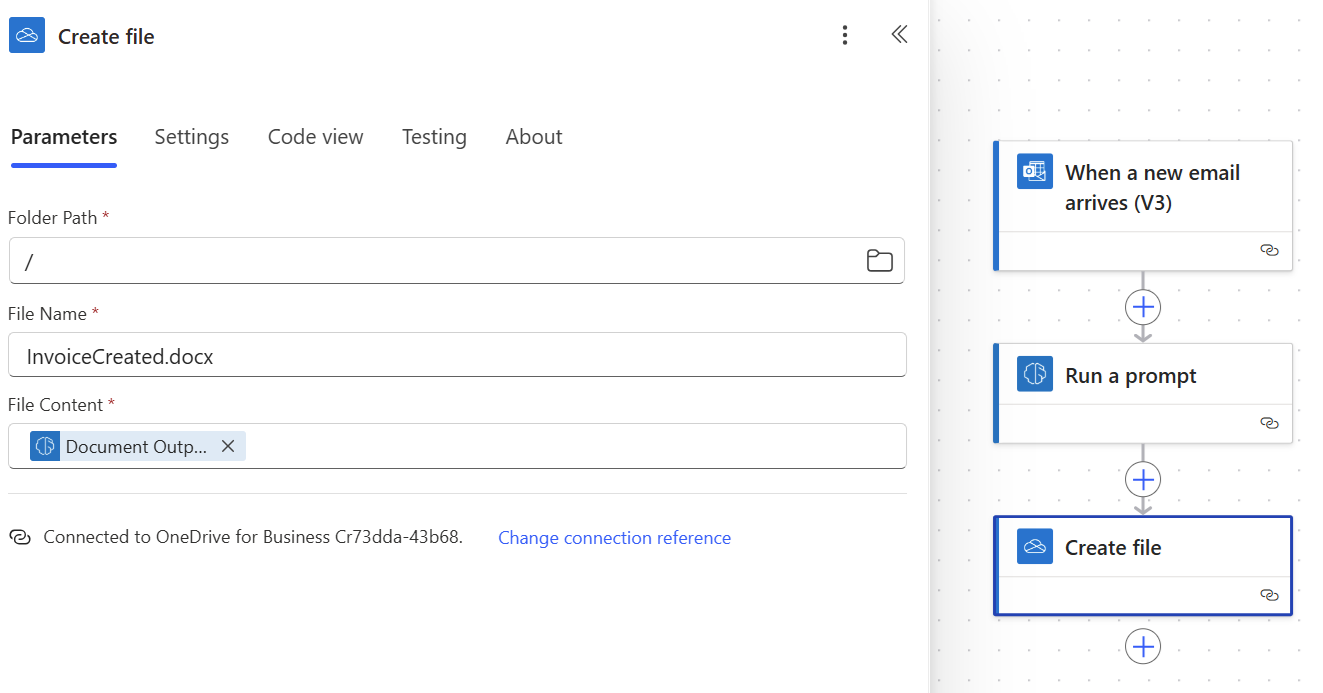 Create file
Parameters Settings Code view Testing About
Folder Path *
/
File Name *
InvoiceCreated.docx
File Content *
Document Outp...
Connected to OneDrive for Business Cr73dda-43b68. Change connection reference
When a new email
arrives (V3)
Run a prompt
Create file